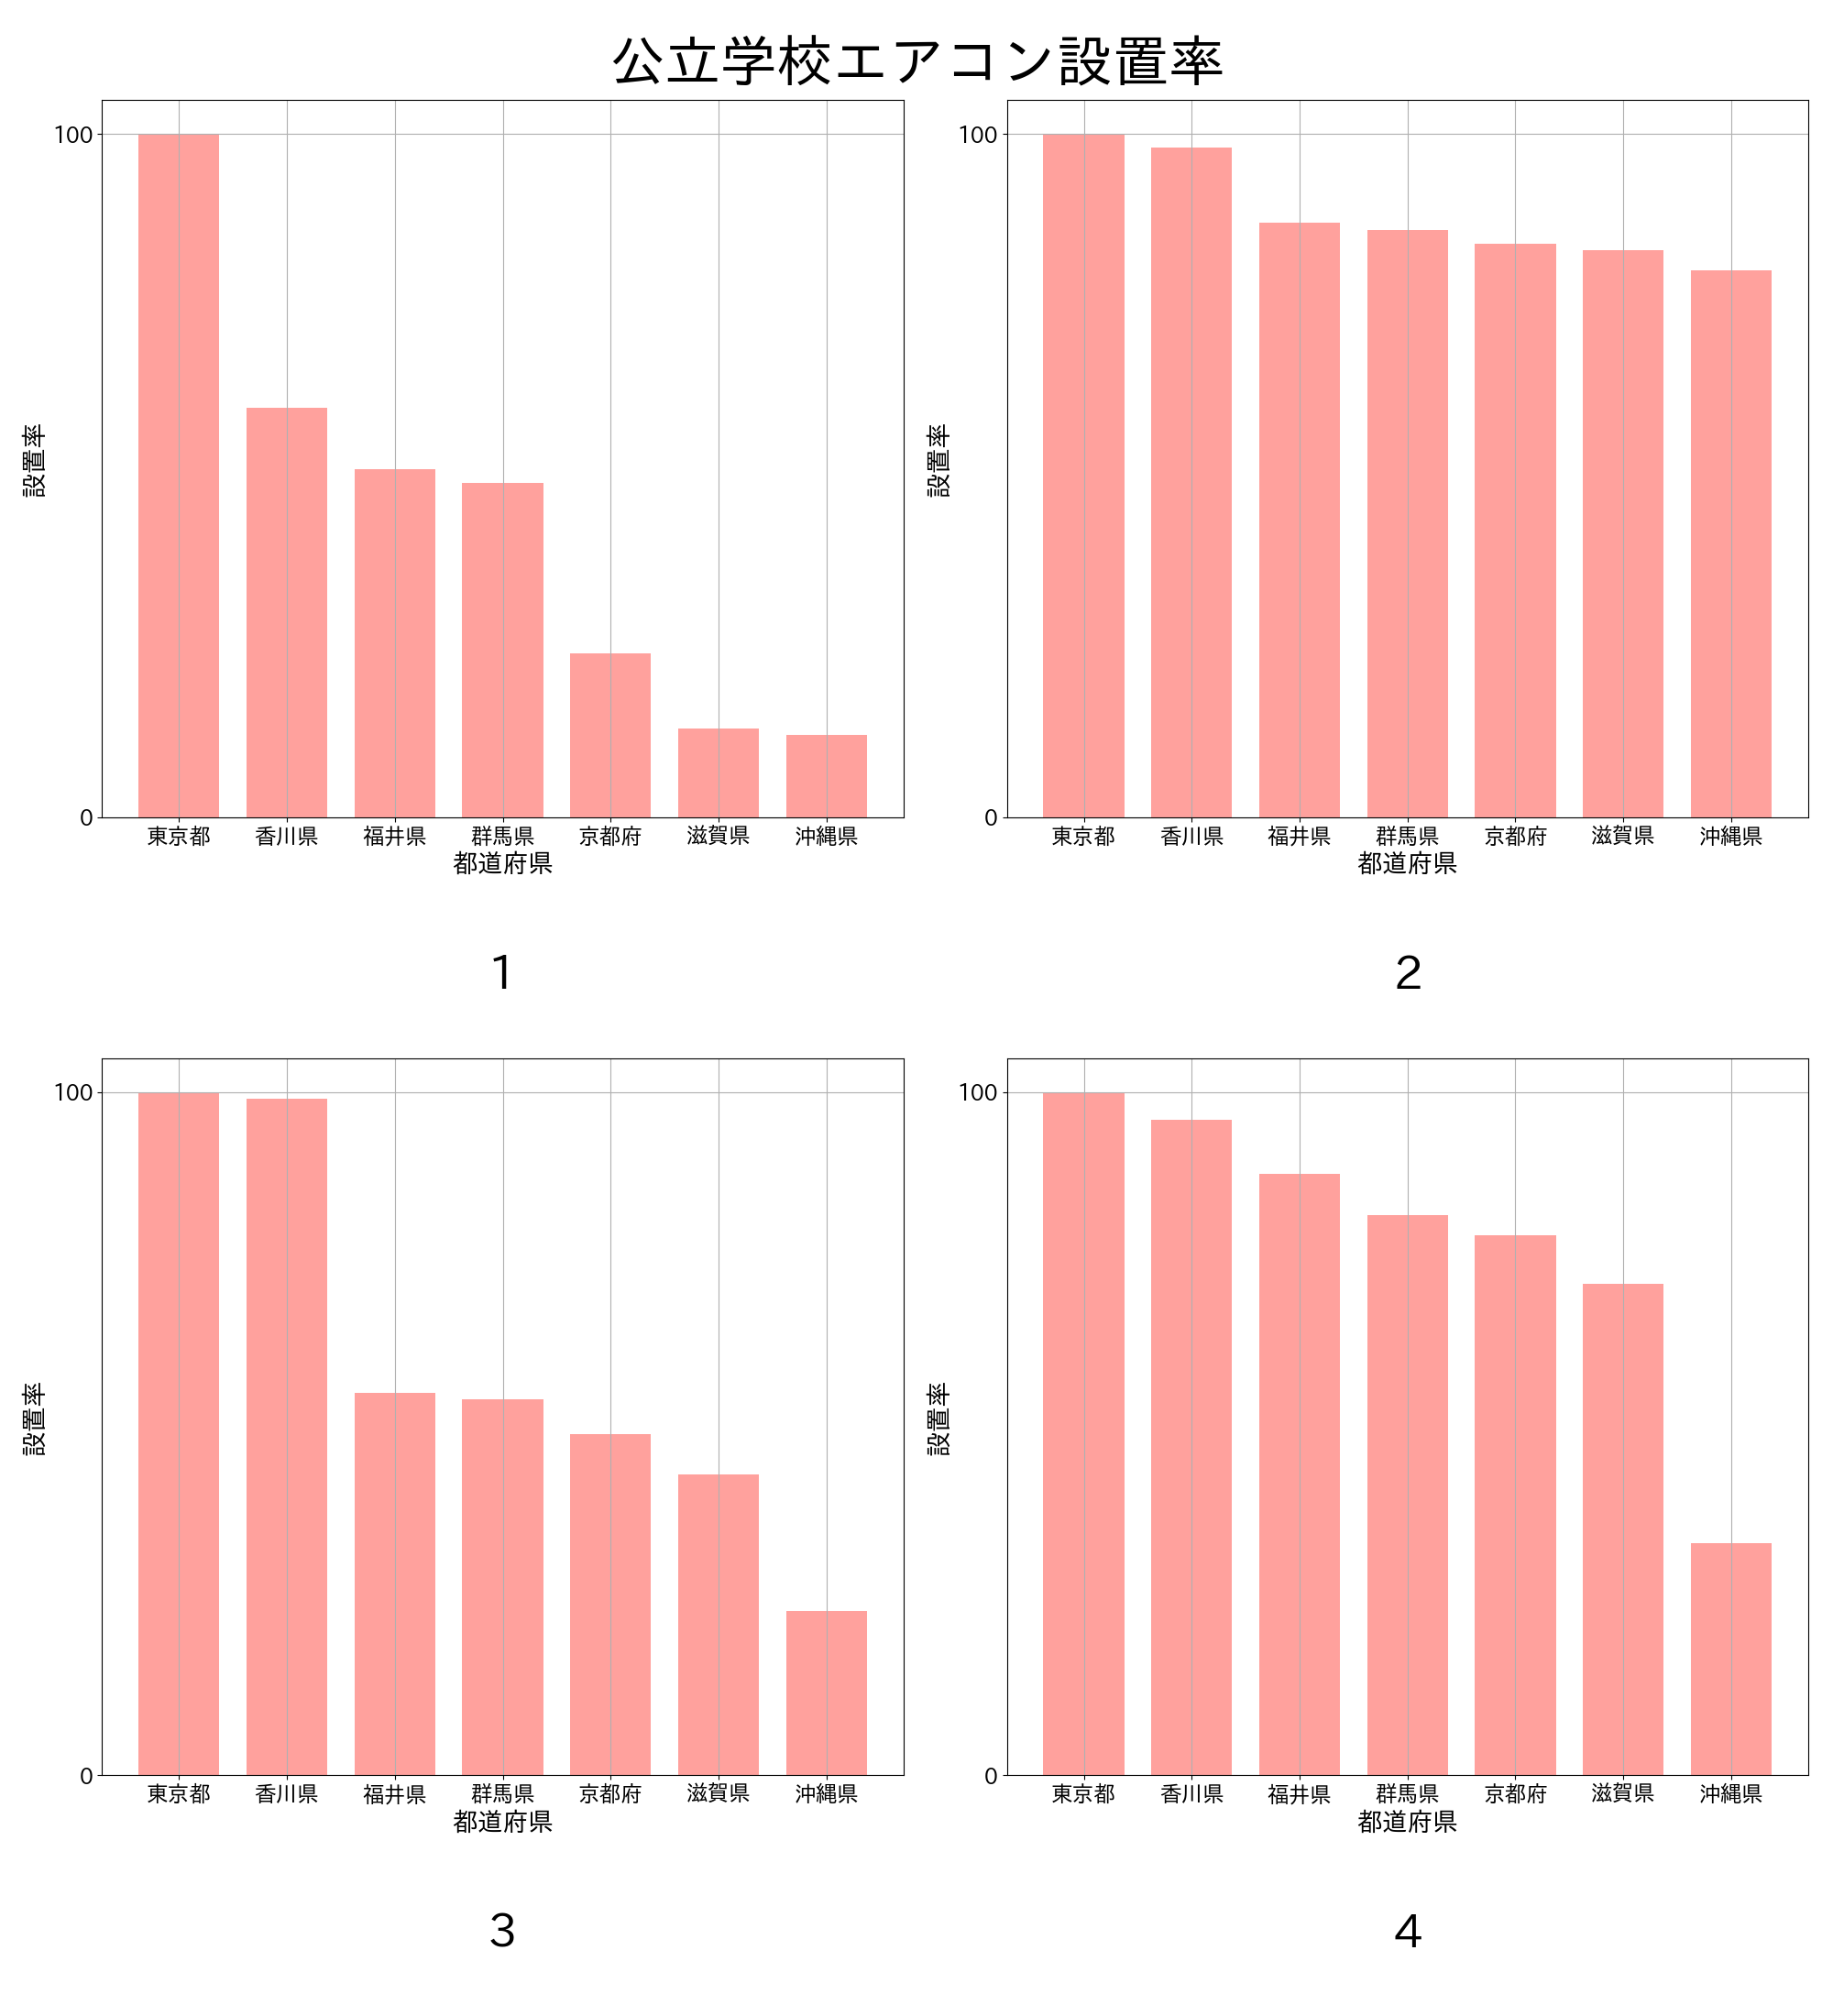 公立学校エアコン設置率
100
0
設置率
東京都 香川県 福井県 群馬県 京都府 滋賀県 沖縄県
都道府県
1
100
0
設置率
東京都 香川県 福井県 群馬県 京都府 滋賀県 沖縄県
都道府県
2
100
0
設置率
東京都 香川県 福井県 群馬県 京都府 滋賀県 沖縄県
都道府県
3
100
0
設置率
東京都 香川県 福井県 群馬県 京都府 滋賀県 沖縄県
都道府県
4